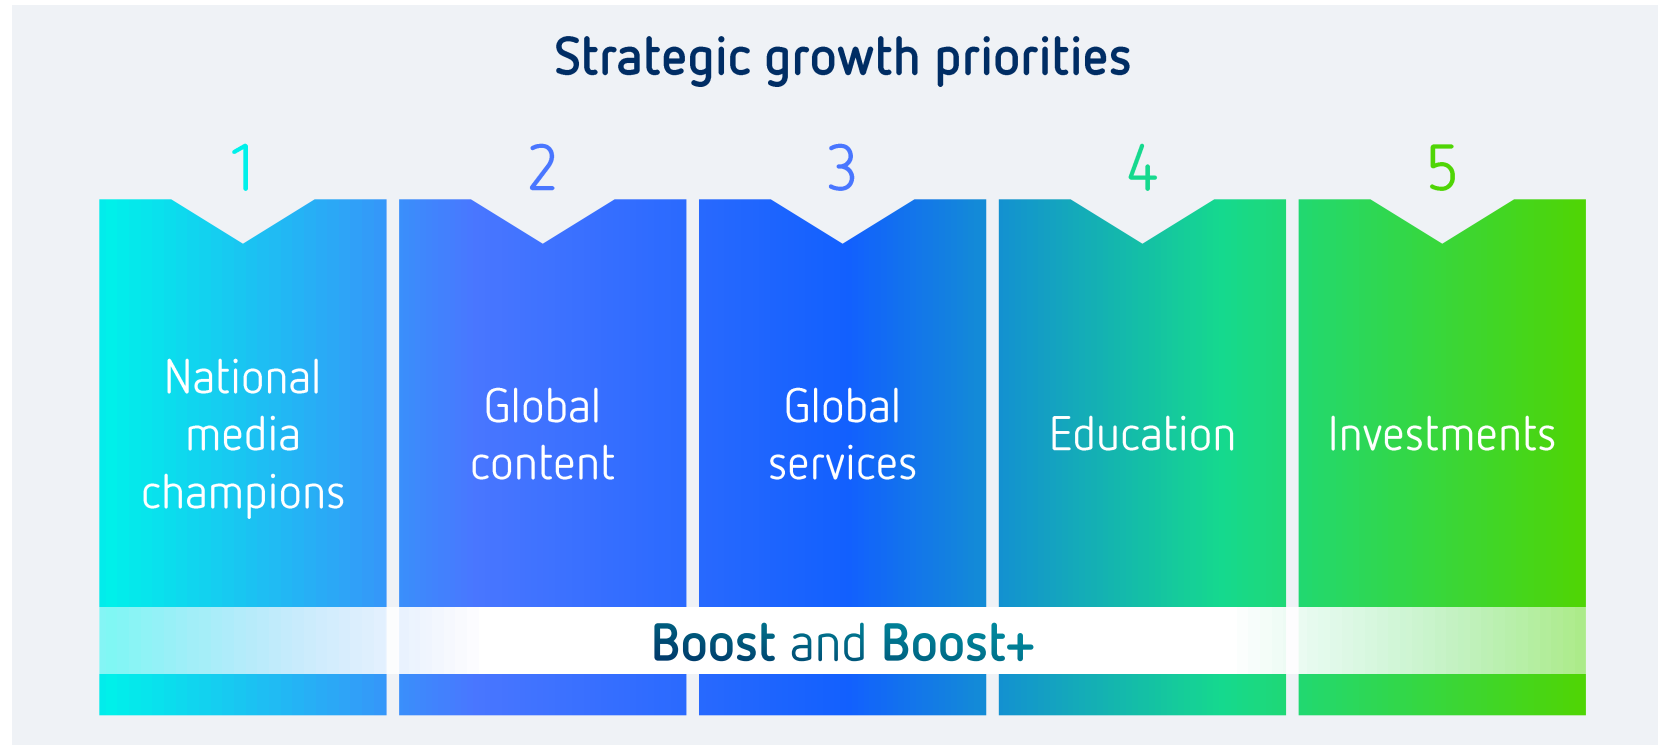 Strategic growth priorities
1
2
3
4
5
National
media
champions
Global
content
Global
services
Education
Investments
Boost and Boost+